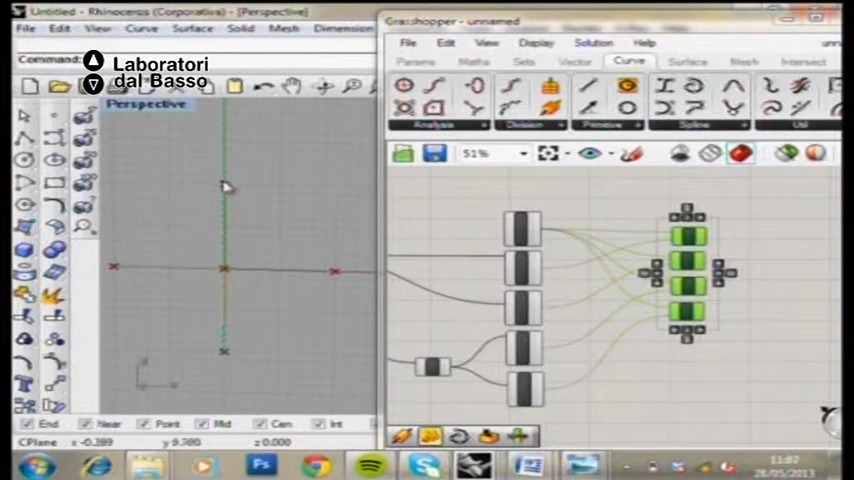 Untitled - Rhinoceros (Corporativa) - [Perspective]
File Edit View Curve Surface Solid Mesh Dimension
Command:
Laboratori
dal Basso
Perspective
Grasshopper - unnamed
File Edit View Display Solution Help
Params Maths Sets Vector Curve Surface Mesh Intersect
Analysis Division Primitive Spline Util
51%
End Near Point Mid Cen Int
CPlane x -0.399 y 9.780 z 0.000
Ps
11:07
28/05/2013